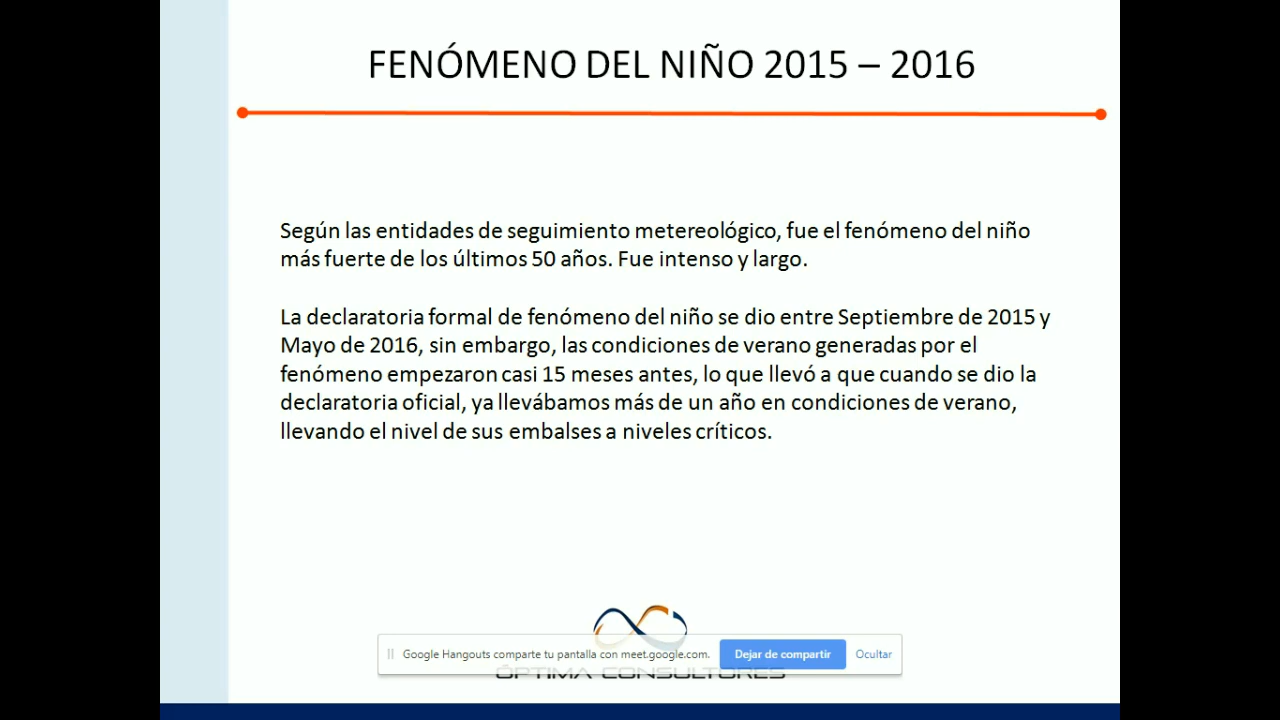 FENÓMENO DEL NIÑO 2015 – 2016
Según las entidades de seguimiento metereológico, fue el fenómeno del niño
más fuerte de los últimos 50 años. Fue intenso y largo.
La declaratoria formal de fenómeno del niño se dio entre Septiembre de 2015 y
Mayo de 2016, sin embargo, las condiciones de verano generadas por el
fenómeno empezaron casi 15 meses antes, lo que llevó a que cuando se dio la
declaratoria oficial, ya llevábamos más de un año en condiciones de verano,
llevando el nivel de sus embalses a niveles críticos.
Google Hangouts comparte tu pantalla con meet.google.com. Dejar de compartir Ocultar
ÓPTIMA CONSULTORES